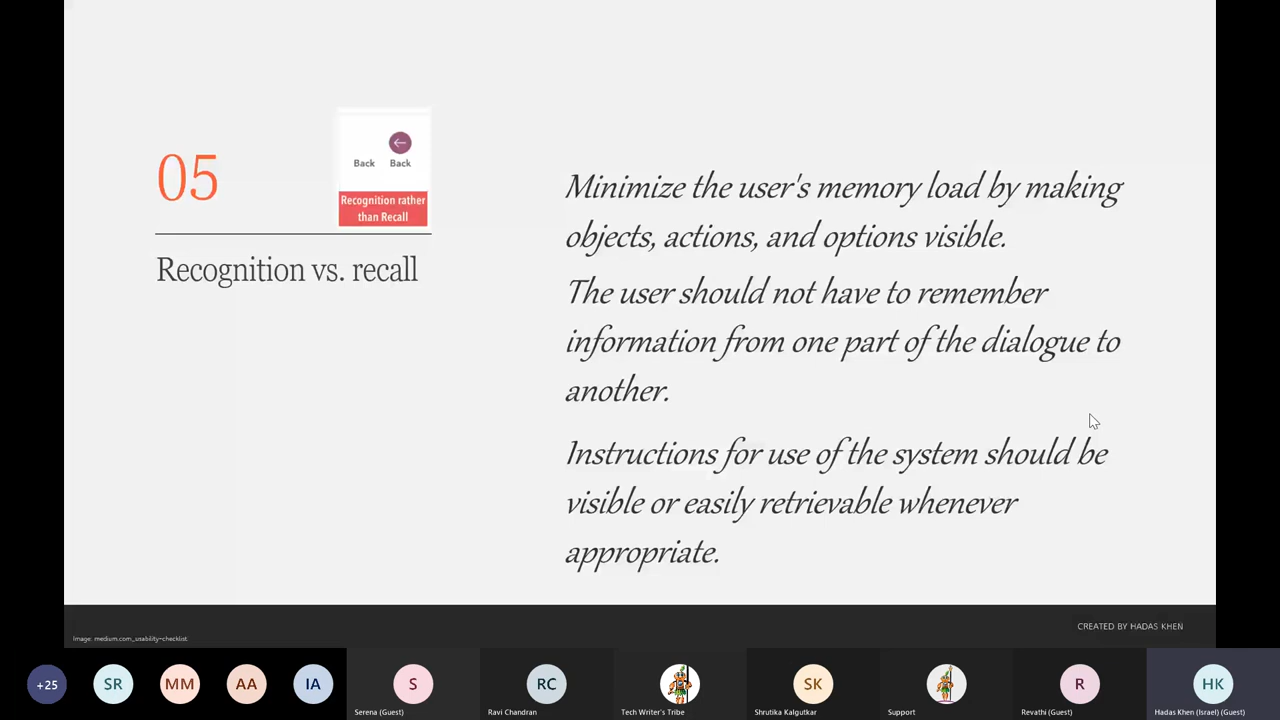 05
Back Back
Recognition rather
than Recall
Recognition vs. recall
Minimize the user's memory load by making
objects, actions, and options visible.
The user should not have to remember
information from one part of the dialogue to
another.
Instructions for use of the system should be
visible or easily retrievable whenever
appropriate.
Image: medium.com_usability-checklist
CREATED BY HADAS KHEN
+25
SR
MM
AA
IA
S
Serena (Guest)
RC
Ravi Chandran
Tech Writer's Tribe
SK
Shrutika Kalgutkar
Support
R
Revathi (Guest)
HK
Hadas Khen (Israel) (Guest)